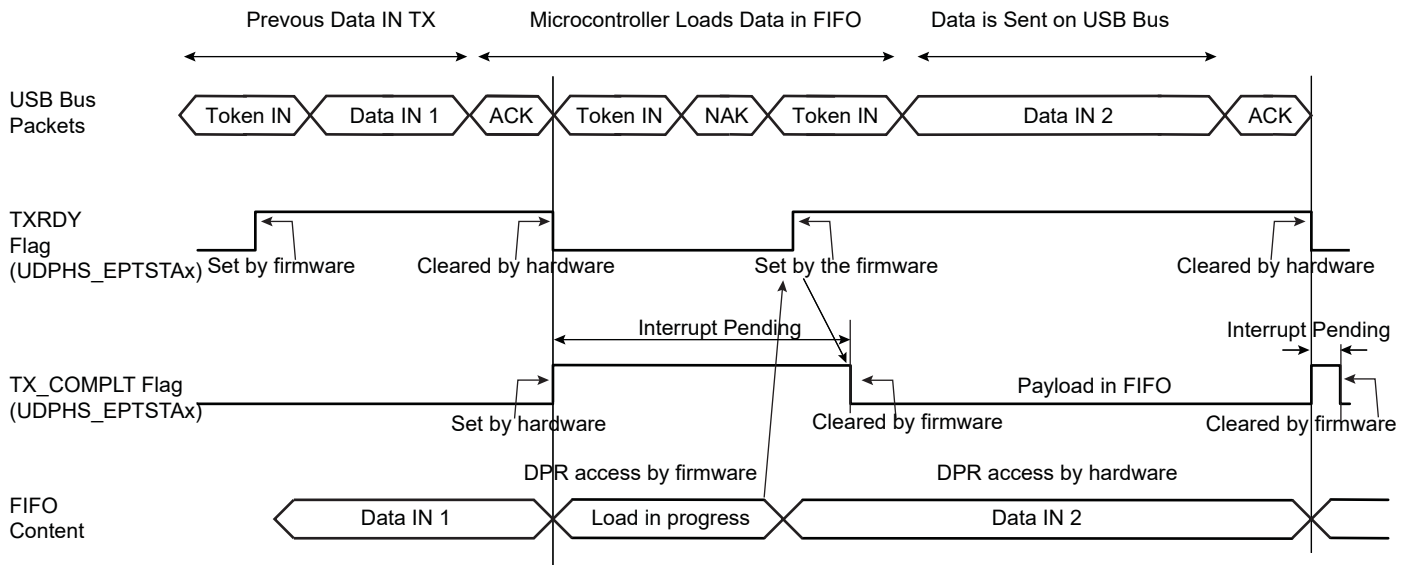 Prevous Data IN TX
Microcontroller Loads Data in FIFO
Data is Sent on USB Bus
USB Bus
Packets
Token IN
Data IN 1
ACK
Token IN
NAK
Token IN
Data IN 2
ACK
TXRDY
Flag
(UDPHS_EPTSTAx)
Set by firmware
Cleared by hardware
Set by the firmware
Cleared by hardware
Interrupt Pending
Interrupt Pending
TX_COMPLT Flag
(UDPHS_EPTSTAx)
Payload in FIFO
Set by hardware
Cleared by firmware
Cleared by firmware
DPR access by firmware
DPR access by hardware
FIFO
Content
Data IN 1
Load in progress
Data IN 2